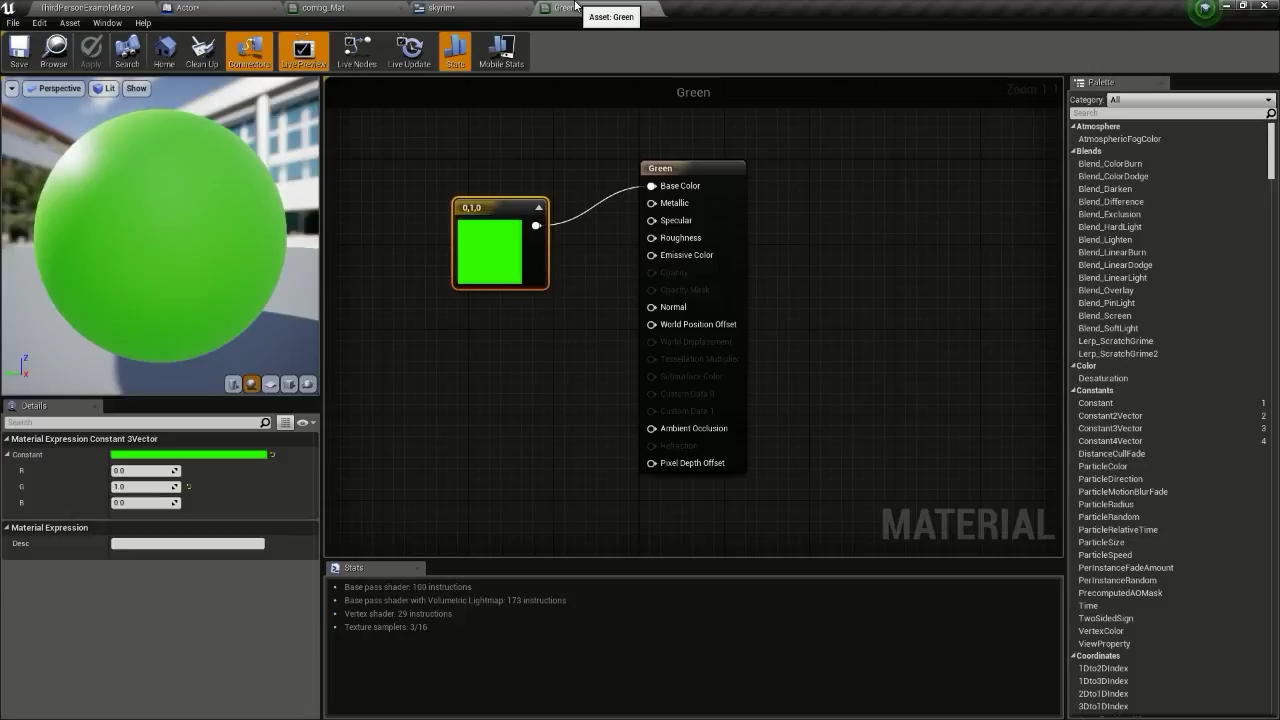 ThirdPersonExampleMap*
Actor*
combg_Mat
skyrim*
Green
Asset: Green
File Edit Asset Window Help
Save
Browse
Apply
Search
Home
Clean Up
Connectors
Live Preview
Live Nodes
Live Update
Stats
Mobile Stats
Perspective
Lit
Show
Z
X
Details
Search
Material Expression Constant 3Vector
Constant
R 0.0
G 1.0
B 0.0
Material Expression
Desc
Green
Zoom 1:1
0,1,0
Green
Base Color
Metallic
Specular
Roughness
Emissive Color
Opacity
Opacity Mask
Normal
World Position Offset
World Displacement
Tessellation Multiplier
Subsurface Color
Custom Data 0
Custom Data 1
Ambient Occlusion
Refraction
Pixel Depth Offset
MATERIAL
Stats
Base pass shader: 100 instructions
Base pass shader with Volumetric Lightmap: 173 instructions
Vertex shader: 29 instructions
Texture samplers: 3/16
Palette
Category: All
Search
Atmosphere
AtmosphericFogColor
Blends
Blend_ColorBurn
Blend_ColorDodge
Blend_Darken
Blend_Difference
Blend_Exclusion
Blend_HardLight
Blend_Lighten
Blend_LinearBurn
Blend_LinearDodge
Blend_LinearLight
Blend_Overlay
Blend_PinLight
Blend_Screen
Blend_SoftLight
Lerp_ScratchGrime
Lerp_ScratchGrime2
Color
Desaturation
Constants
Constant 1
Constant2Vector 2
Constant3Vector 3
Constant4Vector 4
DistanceCullFade
ParticleColor
ParticleDirection
ParticleMotionBlurFade
ParticleRadius
ParticleRandom
ParticleRelativeTime
ParticleSize
ParticleSpeed
PerInstanceFadeAmount
PerInstanceRandom
PrecomputedAOMask
Time
TwoSidedSign
VertexColor
ViewProperty
Coordinates
1Dto2DIndex
1Dto3DIndex
2Dto1DIndex
3Dto1DIndex